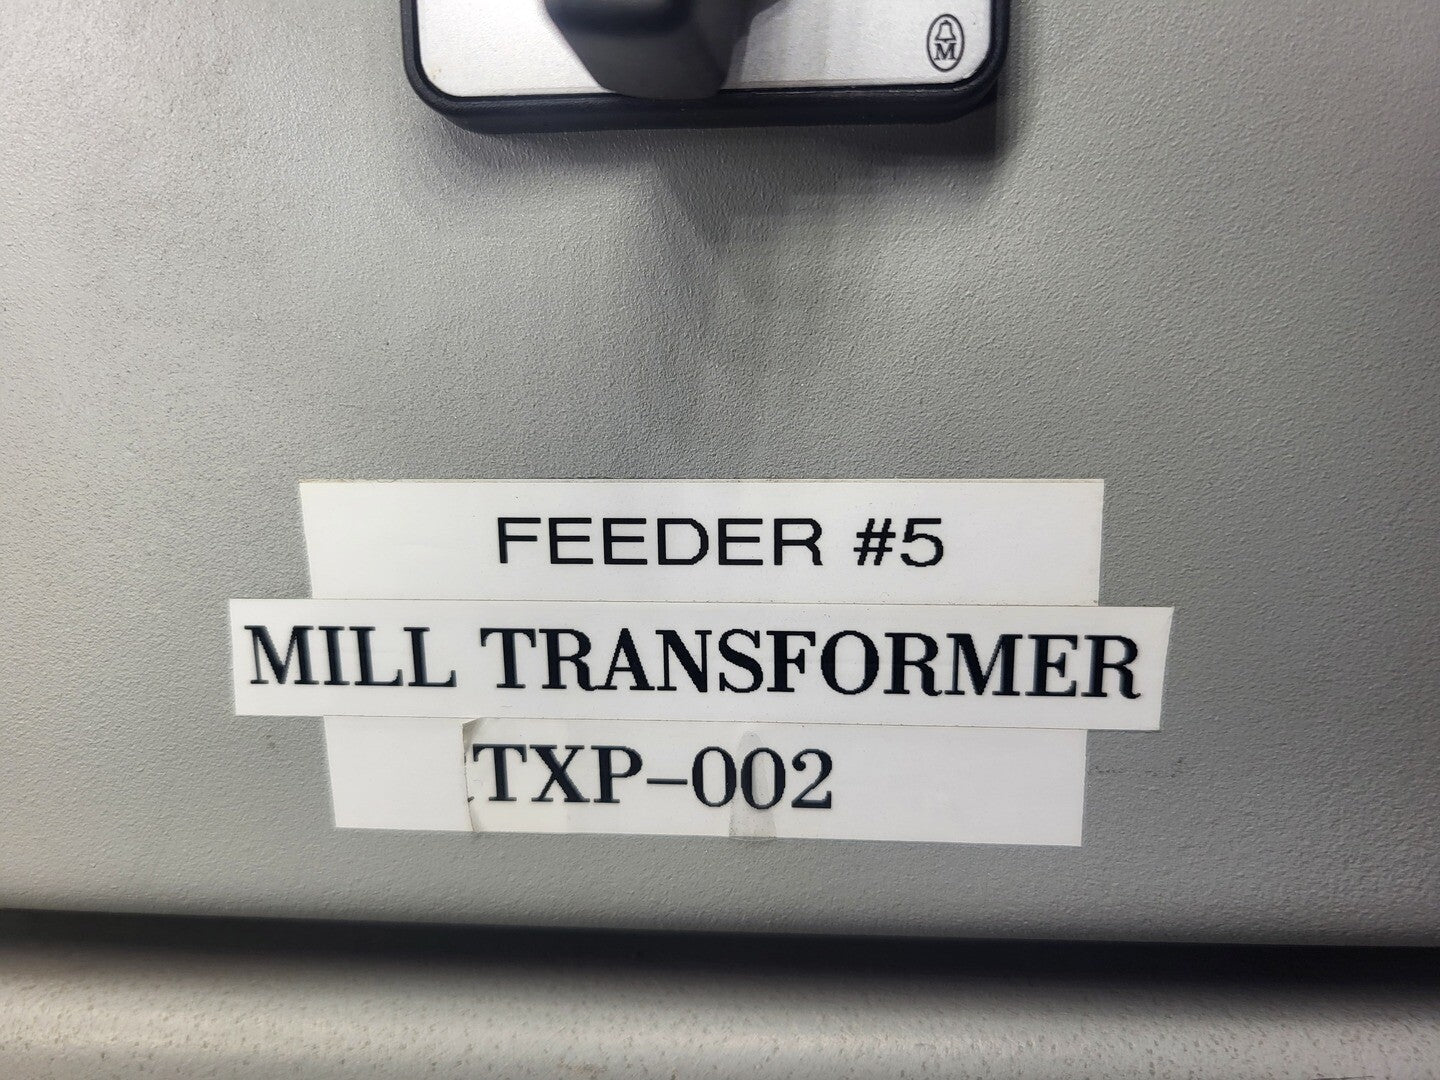 M
FEEDER #5
MILL TRANSFORMER
TXP-002